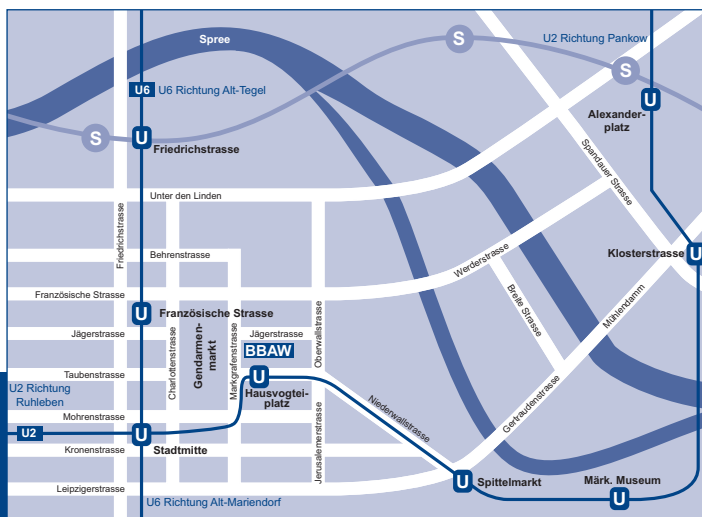 Spree
S
U2 Richtung Pankow
S
U6
U6 Richtung Alt-Tegel
U
Alexander-
platz
S
U
Friedrichstrasse
Spandauer Strasse
Unter den Linden
Friedrichstrasse
Behrenstrasse
Werderstrasse
Klosterstrasse
U
Französische Strasse
U
Französische Strasse
Breite Strasse
Mühlendamm
Jägerstrasse
Charlottenstrasse
Gendarmen-
markt
Markgrafenstrasse
Jägerstrasse
Oberwallstrasse
BBAW
Taubenstrasse
U
Hausvogtei-
platz
U2 Richtung
Ruhleben
Mohrenstrasse
Niederwallstrasse
Gertraudenstrasse
U2
U
Stadtmitte
Kronenstrasse
Jerusalemerstrasse
Leipzigerstrasse
U6 Richtung Alt-Mariendorf
U
Spittelmarkt
Märk. Museum
U